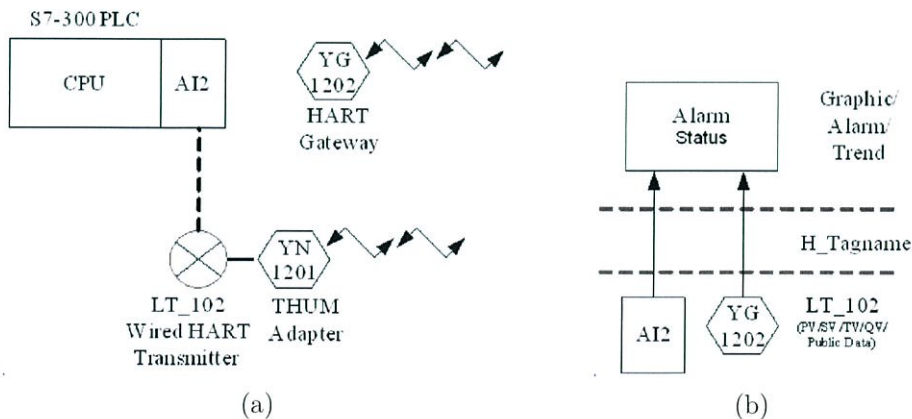 S7-300 PLC
CPU
AI2
YG
1202
HART
Gateway
YN
1201
LT_102
Wired HART
Transmitter
THUM
Adapter
(a)
Alarm
Status
Graphic/
Alarm/
Trend
H_Tagname
AI2
YG
1202
LT_102
(PV/SV/TV/QV/
Public Data)
(b)